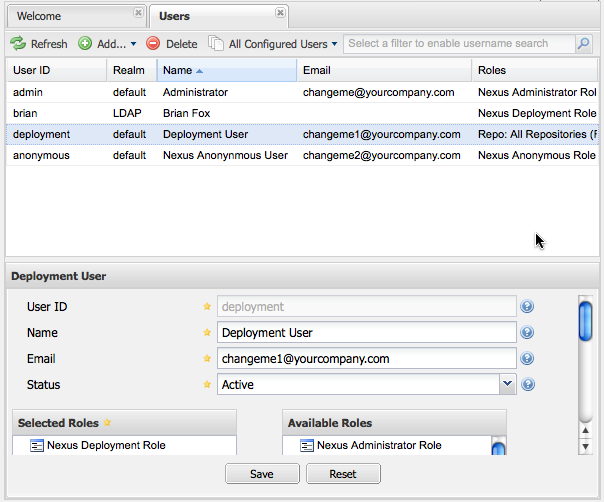 Welcome Users
Refresh Add... Delete All Configured Users Select a filter to enable username search
User ID Realm Name Email Roles
admin default Administrator changeme@yourcompany.com Nexus Administrator Rol
brian LDAP Brian Fox Nexus Deployment Role
deployment default Deployment User changeme1@yourcompany.com Repo: All Repositories (F
anonymous default Nexus Anonynmous User changeme2@yourcompany.com Nexus Anonymous Role
Deployment User
User ID deployment
Name Deployment User
Email changeme1@yourcompany.com
Status Active
Selected Roles Available Roles
Nexus Deployment Role Nexus Administrator Role
Save Reset